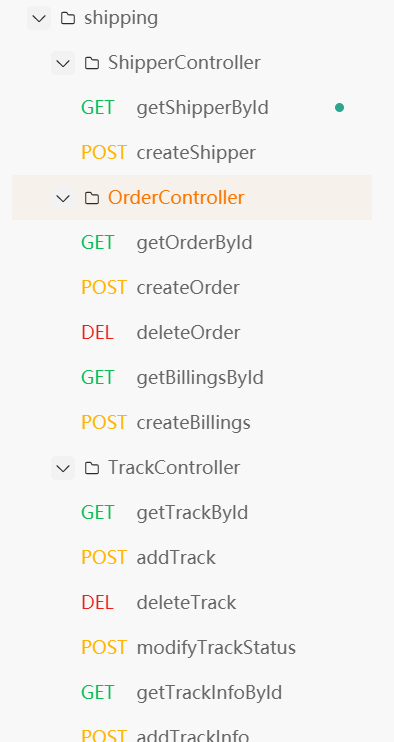 shipping
ShipperController
GET getShipperById
POST createShipper
OrderController
GET getOrderById
POST createOrder
DEL deleteOrder
GET getBillingsById
POST createBillings
TrackController
GET getTrackById
POST addTrack
DEL deleteTrack
POST modifyTrackStatus
GET getTrackInfoById
POST addTrackInfo